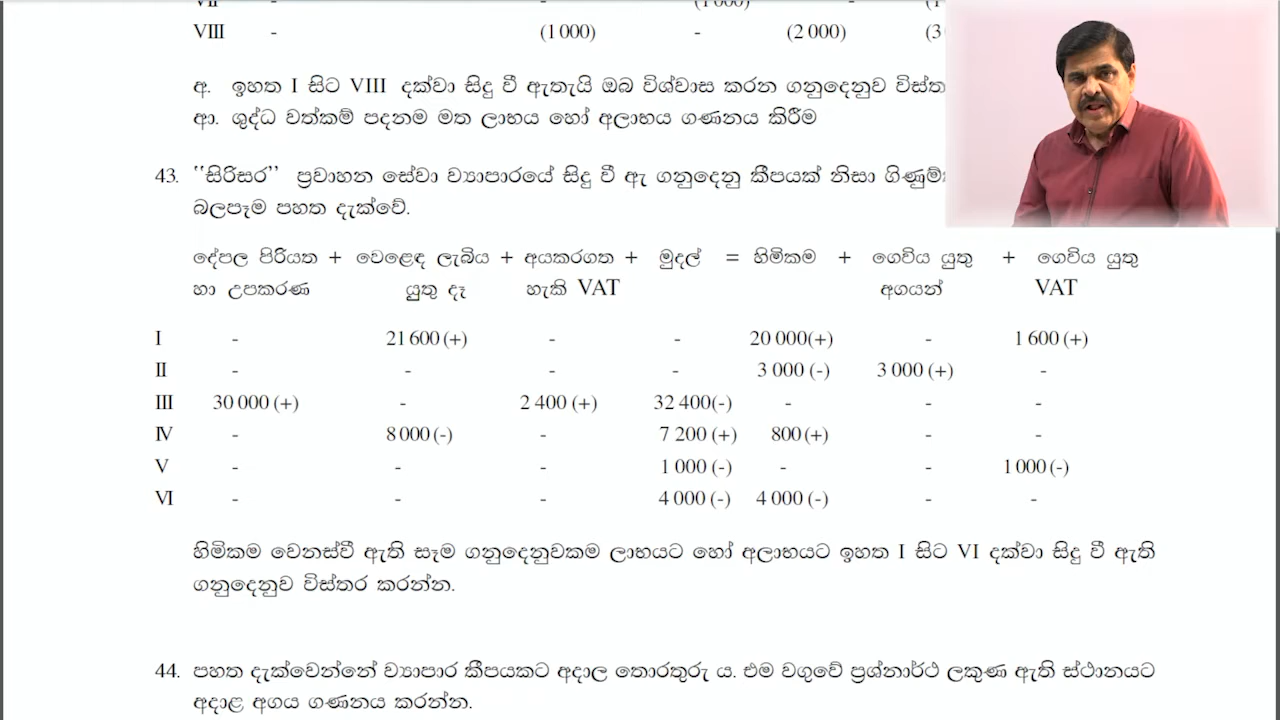 VIII - (1 000) - (2 000)
අ. ඉහත I සිට VIII දක්වා සිදු වී ඇතැයි ඔබ විශ්වාස කරන ගනුදෙනුව
ආ. ශුද්ධ වත්කම් පදනම මත ලාභය හෝ අලාභය ගණනය කිරීම
43. “සිරිසර” ප්‍රවාහන සේවා ව්‍යාපාරයේ සිදු වී ඇ ගනුදෙනු කීපයක් නිසා
බලපෑම පහත දැක්වේ.
දේපල පිරියත + වෙළෙඳ ලැබිය + අයකරගත + මුදල් = හිමිකම + ගෙවිය යුතු + ගෙවිය යුතු
හා උපකරණ යුතු දෑ හැකි VAT අගයන් VAT
I - 21 600 (+) - - 20 000(+) - 1 600 (+)
II - - - - 3 000 (-) 3 000 (+) -
III 30 000 (+) - 2 400 (+) 32 400(-) - - -
IV - 8 000 (-) - 7 200 (+) 800 (+) - -
V - - - 1 000 (-) - - 1 000 (-)
VI - - - 4 000 (-) 4 000 (-) - -
හිමිකම වෙනස්වී ඇති සෑම ගනුදෙනුවකම ලාභයට හෝ අලාභයට ඉහත I සිට VI දක්වා සිදු වී ඇති
ගනුදෙනුව විස්තර කරන්න.
44. පහත දැක්වෙන්නේ ව්‍යාපාර කීපයකට අදාල තොරතුරු ය. එම වගුවේ ප්‍රශ්නාර්ථ ලකුණ ඇති ස්ථානයට
අදාළ අගය ගණනය කරන්න.